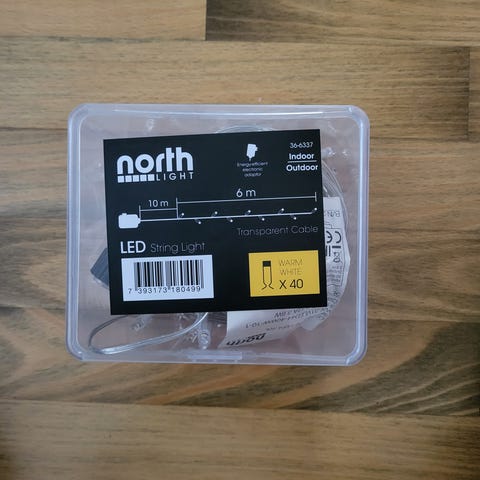 north
LIGHT
Energy-efficient
electronic
adaptor
36-6337
Indoor
Outdoor
10 m
6 m
Transparent Cable
LED String Light
7 393173 180499
WARM
WHITE
X 40
north